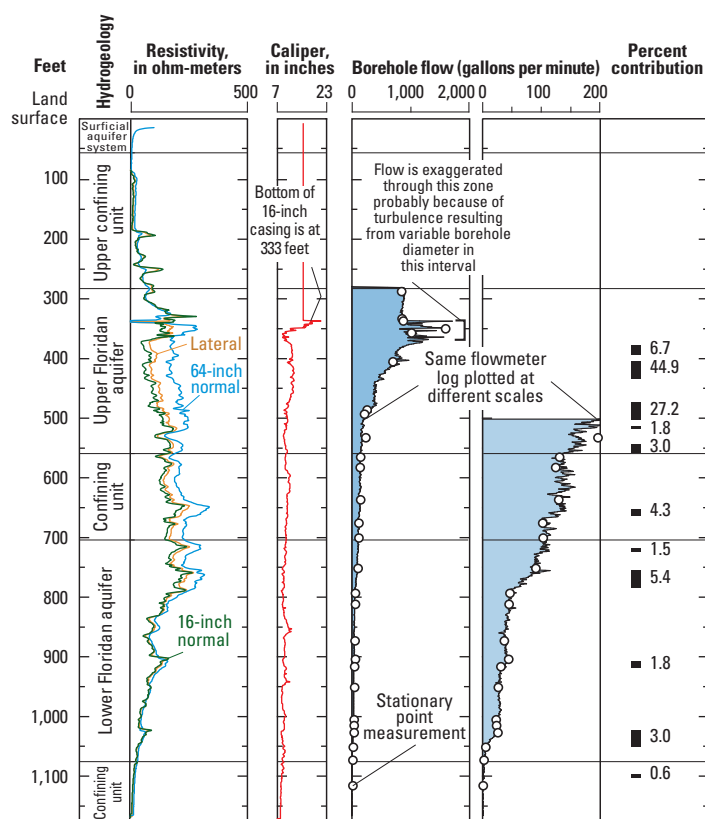 Feet
Land
surface
Hydrogeology
Resistivity,
in ohm-meters
0
500
Caliper,
in inches
7
23
Borehole flow (gallons per minute)
0
1,000
2,000
0
100
200
Percent
contribution
Surficial
aquifer
system
Upper confining
unit
Upper Floridan
aquifer
Confining
unit
Lower Floridan aquifer
Confining
unit
100
200
300
400
500
600
700
800
900
1,000
1,100
Lateral
64-inch
normal
16-inch
normal
Bottom of
16-inch
casing is at
333 feet
Flow is exaggerated
through this zone
probably because of
turbulence resulting
from variable borehole
diameter in
this interval
Same flowmeter
log plotted at
different scales
Stationary
point
measurement
6.7
44.9
27.2
1.8
3.0
4.3
1.5
5.4
1.8
3.0
0.6